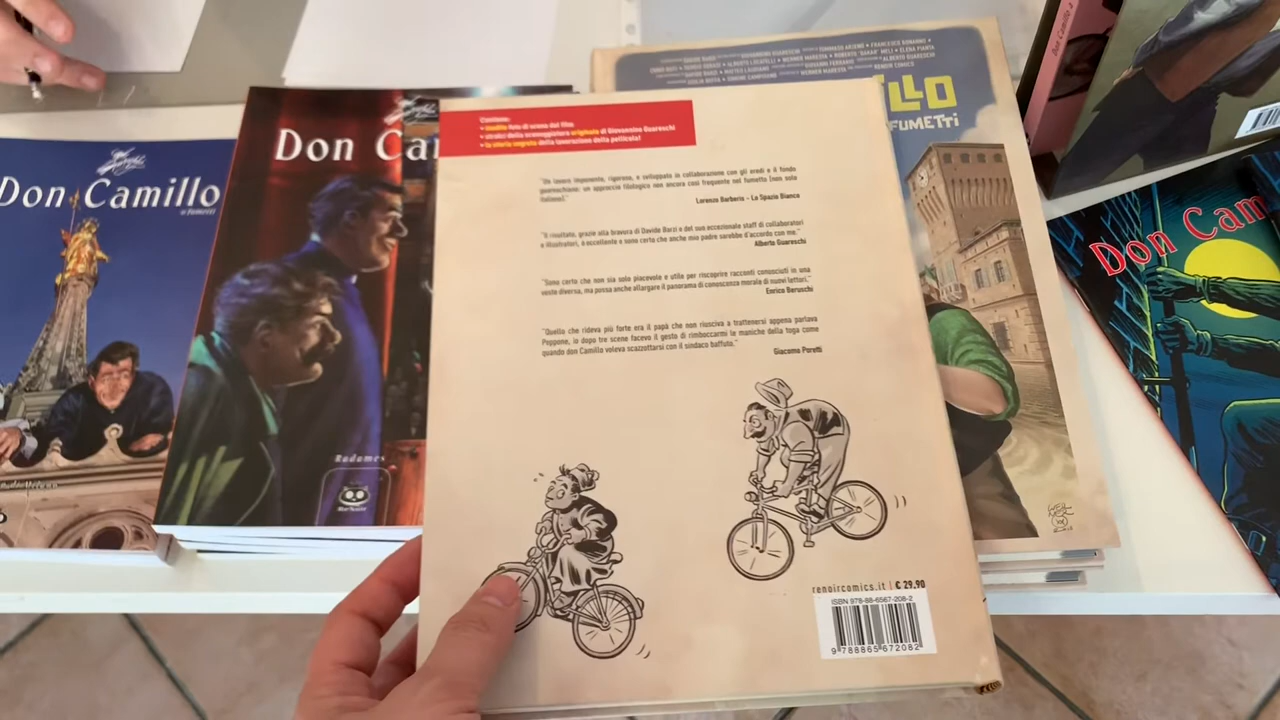 Don Camillo
a fumetti
Don Ca
Radames
Contiene:
• inedite foto di scena del film
• stralci della sceneggiatura originale di Giovannino Guareschi
• la storia segreta della lavorazione della pellicola!
"Un lavoro imponente, rigoroso, e sviluppato in collaborazione con gli eredi e il fondo
guareschiano: un approccio filologico non ancora così frequente nel fumetto (non solo
italiano)."
Lorenzo Barberis - Lo Spazio Bianco
"Il risultato, grazie alla bravura di Davide Barzi e del suo eccezionale staff di collaboratori
e illustratori, è eccellente e sono certo che anche mio padre sarebbe d'accordo con me."
Alberto Guareschi
"Sono certo che non sia solo piacevole e utile per riscoprire racconti conosciuti in una
veste diversa, ma possa anche allargare il panorama di conoscenza morale di nuovi lettori."
Enrico Beruschi
"Quello che rideva più forte era il papà che non riusciva a trattenersi appena parlava
Peppone, io dopo tre scene facevo il gesto di rimboccarmi le maniche della toga come
quando don Camillo voleva scazzottarsi con il sindaco baffuto."
Giacomo Poretti
renoircomics.it | € 29,90
ISBN 978-88-6567-208-2
9 788865 672082
LLO
FUMETTI
Don Camillo a
Don Cam